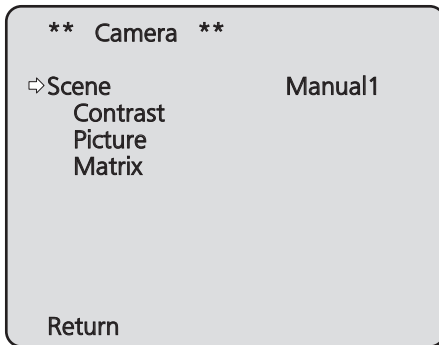 ** Camera **
⇨Scene Manual1
Contrast
Picture
Matrix
Return